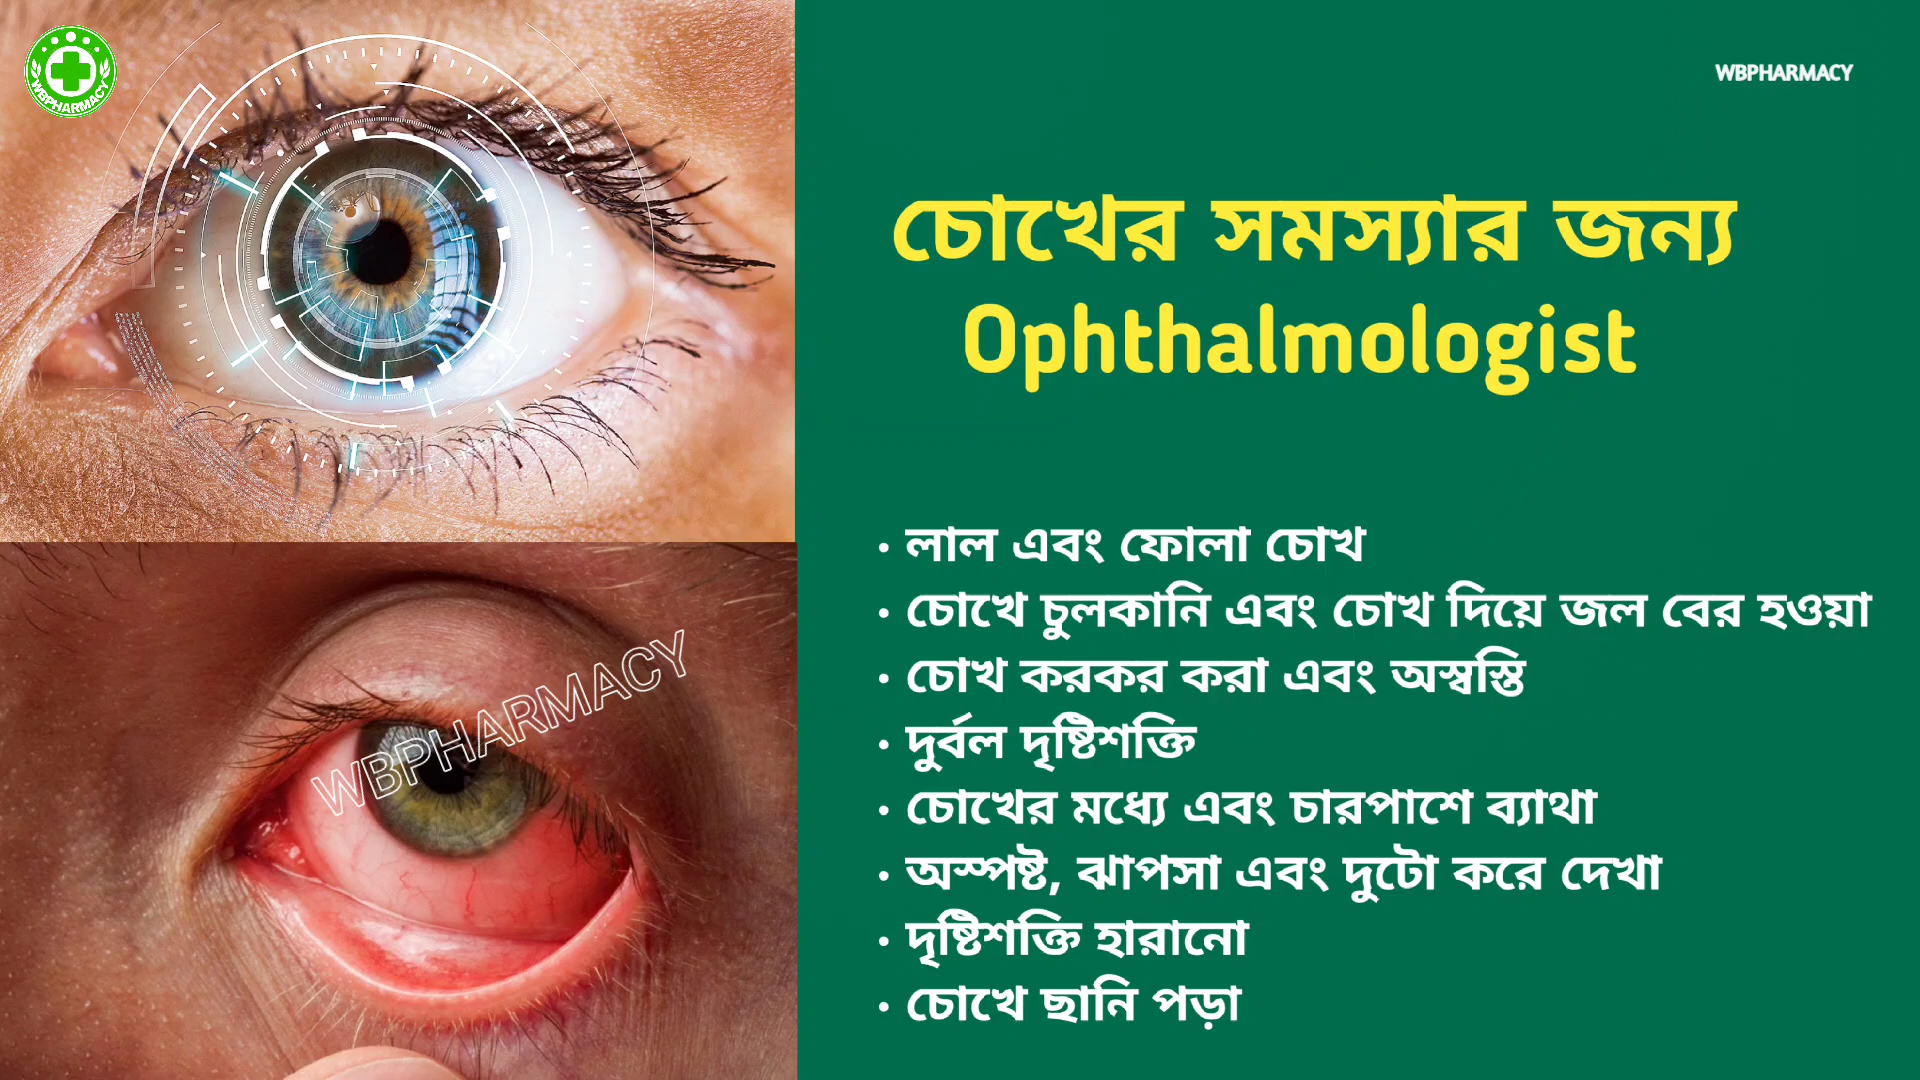 WBPHARMACY
WBPHARMACY
চোখের সমস্যার জন্য
Ophthalmologist
• লাল এবং ফোলা চোখ
• চোখে চুলকানি এবং চোখ দিয়ে জল বের হওয়া
• চোখ করকর করা এবং অস্বস্তি
• দুর্বল দৃষ্টিশক্তি
• চোখের মধ্যে এবং চারপাশে ব্যাথা
• অস্পষ্ট, ঝাপসা এবং দুটো করে দেখা
• দৃষ্টিশক্তি হারানো
• চোখে ছানি পড়া
WBPHARMACY